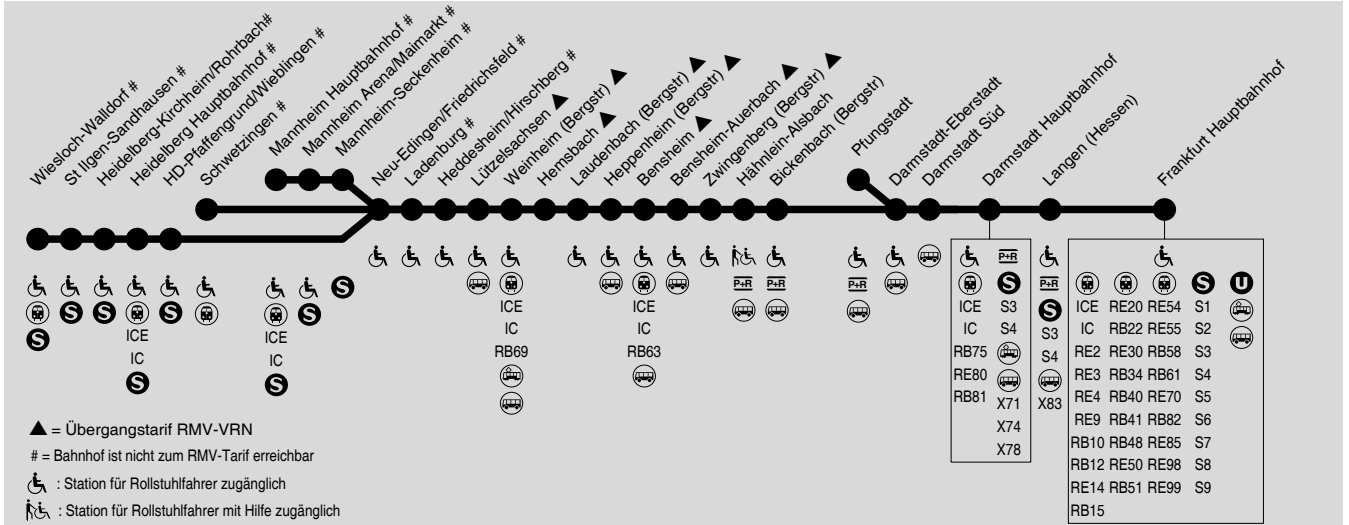 Wiesloch-Walldorf #
St Ilgen-Sandhausen #
Heidelberg-Kirchheim/Rohrbach#
Heidelberg Hauptbahnhof #
HD-Pfaffengrund/Wieblingen #
Schwetzingen #
Mannheim Hauptbahnhof #
Mannheim Arena/Maimarkt #
Mannheim-Seckenheim #
Neu-Edingen/Friedrichsfeld #
Ladenburg #
Heddesheim/Hirschberg #
Lützelsachsen ▲
Weinheim (Bergstr) ▲
Hemsbach ▲
Laudenbach (Bergstr) ▲
Heppenheim (Bergstr) ▲
Bensheim ▲
Bensheim-Auerbach ▲
Zwingenberg (Bergstr) ▲
Hähnlein-Alsbach
Bickenbach (Bergstr)
Pfungstadt
Darmstadt-Eberstadt
Darmstadt Süd
Darmstadt Hauptbahnhof
Langen (Hessen)
Frankfurt Hauptbahnhof
S
S
S
ICE
IC
S
S
ICE
IC
S
S
S
ICE
IC
RB69
ICE
IC
RB63
P+R
P+R
P+R
ICE
IC
RB75
RE80
RB81
P+R
S
S3
S4
X71
X74
X78
P+R
S
S3
S4
X83
S U
ICE RE20 RE54 S1
IC RB22 RE55 S2
RE2 RE30 RB58 S3
RE3 RB34 RB61 S4
RE4 RB40 RE70 S5
RE9 RB41 RB82 S6
RB10 RB48 RE85 S7
RB12 RE50 RE98 S8
RE14 RB51 RE99 S9
RB15
▲ = Übergangstarif RMV-VRN
# = Bahnhof ist nicht zum RMV-Tarif erreichbar
: Station für Rollstuhlfahrer zugänglich
: Station für Rollstuhlfahrer mit Hilfe zugänglich